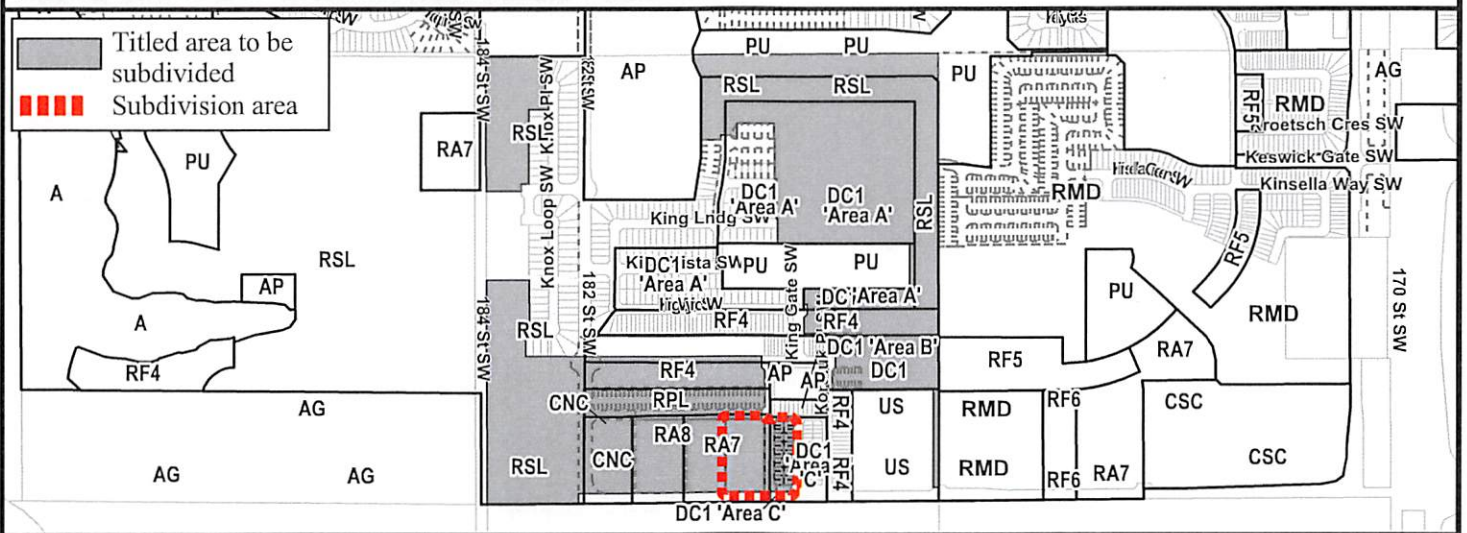 Titled area to be
subdivided
Subdivision area
184 St SW
Knox Pl SW
AP
PU
PU
RSL
RSL
PU
AG
RF5
RMD
Kroetsch Cres SW
Keswick Gate SW
Kinsella Way SW
A
PU
RA7
RSL
Knox Loop SW
DC1
'Area A'
DC1
'Area A'
King Lndg SW
RSL
RMD
RF5
RSL
AP
A
RF4
DC1
'Area A'
PU
PU
King Gate SW
182 St SW
184 St SW
RSL
RF4
'Area A'
RF4
DC1 'Area B'
DC1
PU
RMD
RA7
RF5
170 St SW
RF4
AP
AP
RPL
CNC
CNC
RA8
RA7
DC1
'Area
'C'
RF4
RF4
US
US
RMD
RMD
RF6
RF6
RA7
CSC
CSC
AG
AG
AG
RSL
DC1 'Area C'